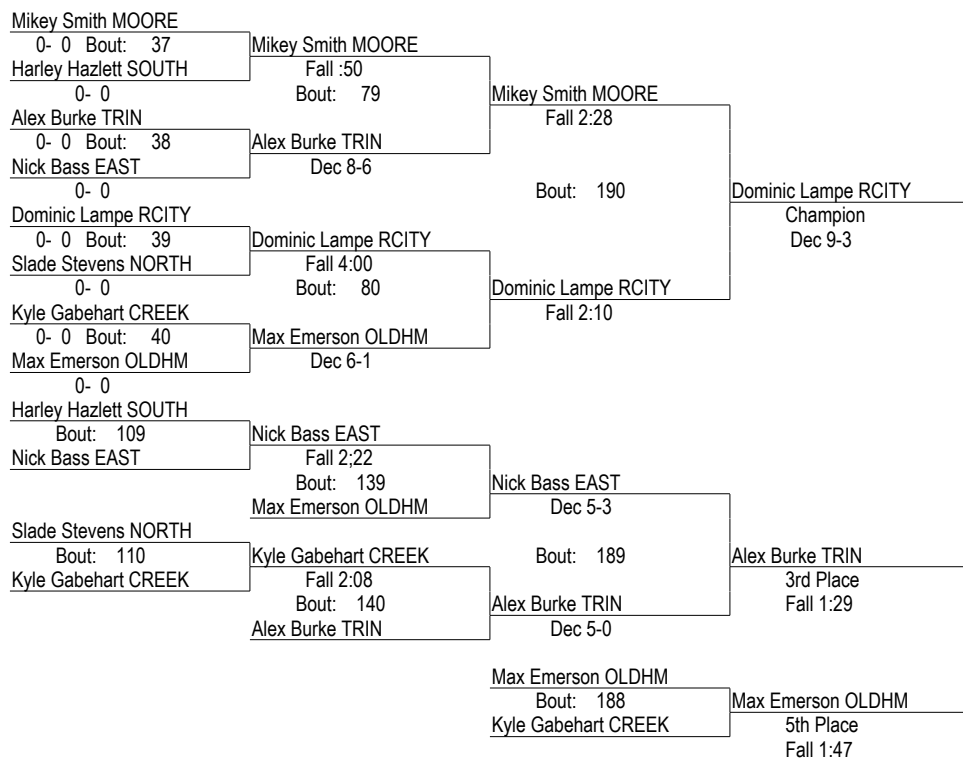 Mikey Smith MOORE
0- 0 Bout: 37 Mikey Smith MOORE
Harley Hazlett SOUTH Fall :50
0- 0 Bout: 79 Mikey Smith MOORE
Alex Burke TRIN Fall 2:28
0- 0 Bout: 38 Alex Burke TRIN
Nick Bass EAST Dec 8-6
0- 0 Bout: 190 Dominic Lampe RCITY
Dominic Lampe RCITY Champion
0- 0 Bout: 39 Dominic Lampe RCITY Dec 9-3
Slade Stevens NORTH Fall 4:00
0- 0 Bout: 80 Dominic Lampe RCITY
Kyle Gabehart CREEK Fall 2:10
0- 0 Bout: 40 Max Emerson OLDHM
Max Emerson OLDHM Dec 6-1
0- 0
Harley Hazlett SOUTH
Bout: 109 Nick Bass EAST
Nick Bass EAST Fall 2;22
Bout: 139 Nick Bass EAST
Max Emerson OLDHM Dec 5-3
Slade Stevens NORTH
Bout: 110 Kyle Gabehart CREEK Bout: 189 Alex Burke TRIN
Kyle Gabehart CREEK Fall 2:08 3rd Place
Bout: 140 Alex Burke TRIN Fall 1:29
Alex Burke TRIN Dec 5-0
Max Emerson OLDHM
Bout: 188 Max Emerson OLDHM
Kyle Gabehart CREEK 5th Place
Fall 1:47